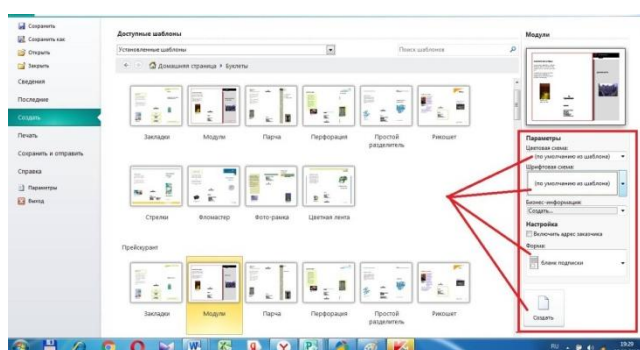 Сохранить
Сохранить как
Открыть
Закрыть
Сведения
Последние
Создать
Печать
Сохранить и отправить
Справка
Параметры
Выход
Доступные шаблоны
Установленные шаблоны
Поиск шаблонов
Домашняя страница Буклеты
Закладки Модули Парча Перфорация Простой разделитель Рикошет
Стрелки Фломастер Фото-рамка Цветная лента
Прейскурант
Закладки Модули Парча Перфорация Простой разделитель Рикошет
Модули
Параметры
Цветовая схема:
(по умолчанию из шаблона)
Шрифтовая схема:
(по умолчанию из шаблона)
Бизнес-информация:
Создать...
Настройка
Включить адрес заказчика
Форма:
бланк подписки
Создать
RU 19:29